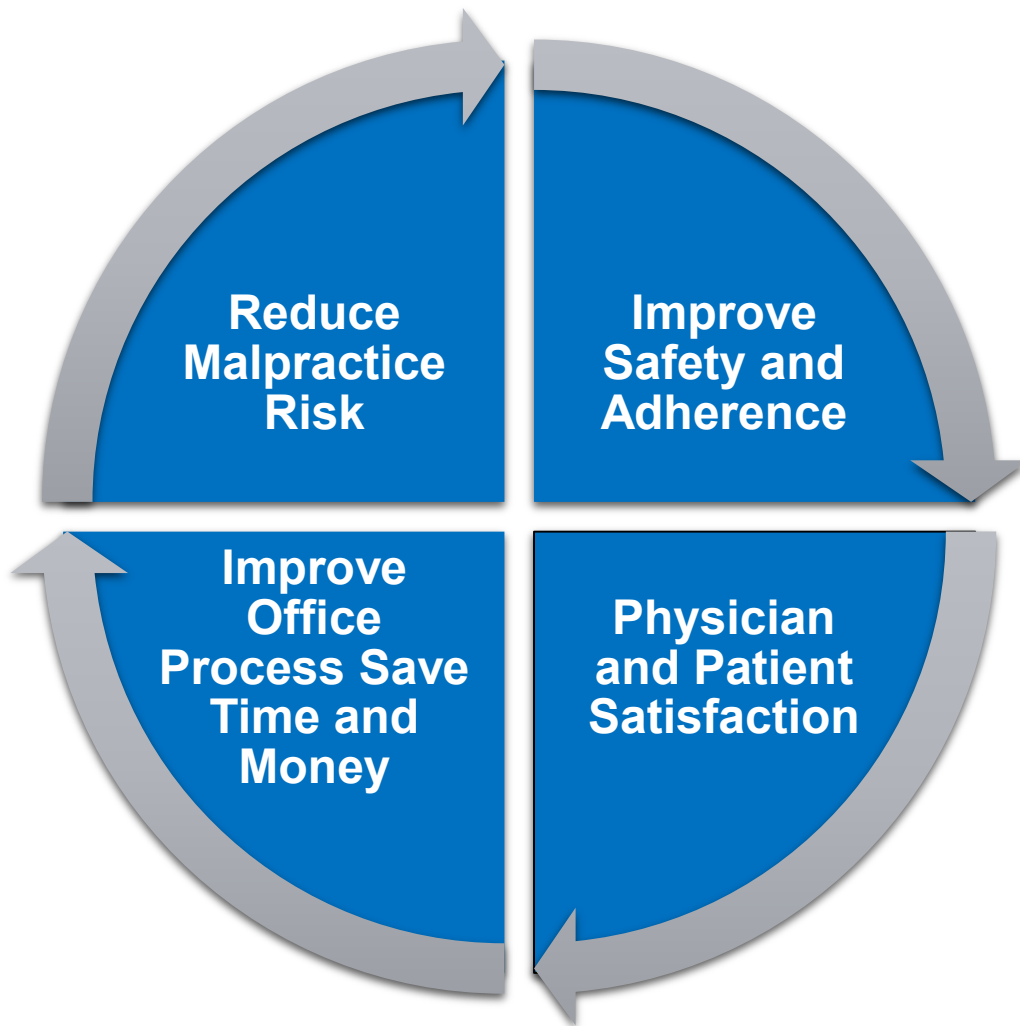 Reduce
Malpractice
Risk
Improve
Safety and
Adherence
Improve
Office
Process Save
Time and
Money
Physician
and Patient
Satisfaction